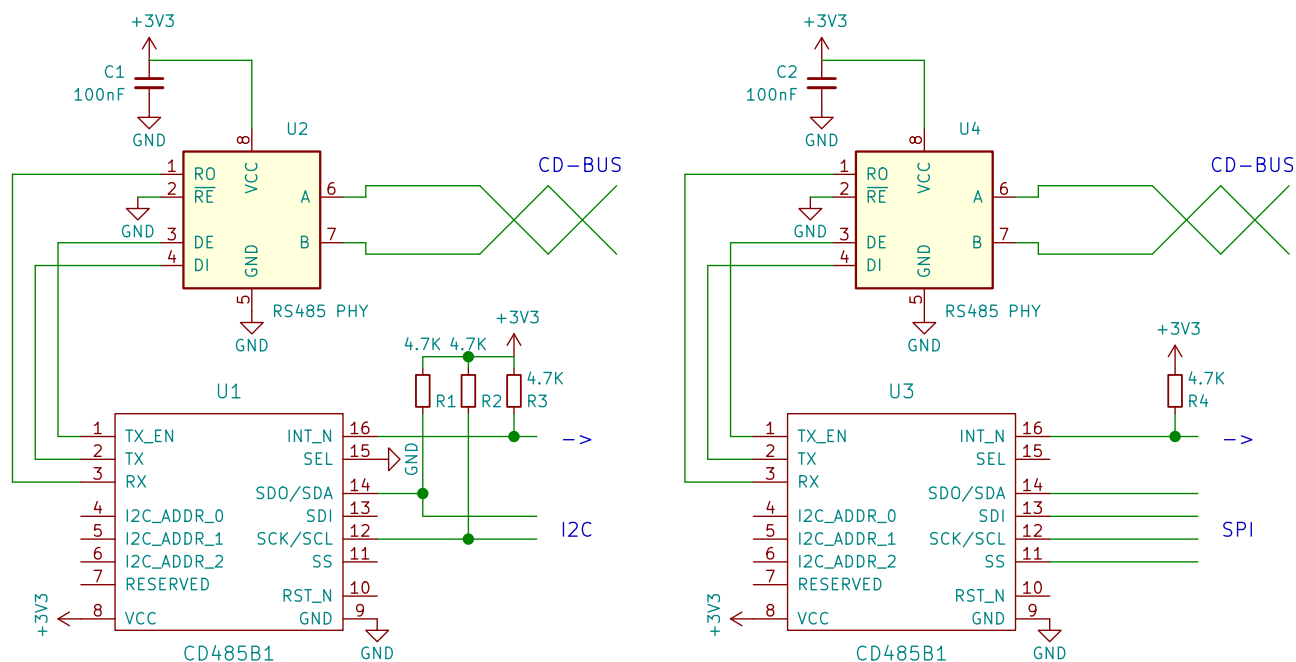 +3V3
C1
100nF
GND
U2
8
VCC
1 RO
2 RE
GND
3 DE
4 DI
A 6
B 7
GND
5
RS485 PHY
GND
CD-BUS
+3V3
4.7K 4.7K
4.7K
R1 R2 R3
U1
1 TX_EN
2 TX
3 RX
4 I2C_ADDR_0
5 I2C_ADDR_1
6 I2C_ADDR_2
7 RESERVED
+3V3
8 VCC
INT_N 16
SEL 15
GND
SDO/SDA 14
SDI 13
SCK/SCL 12
SS 11
RST_N 10
GND 9
GND
CD485B1
->
I2C
+3V3
C2
100nF
GND
U4
8
VCC
1 RO
2 RE
GND
3 DE
4 DI
A 6
B 7
GND
5
RS485 PHY
GND
CD-BUS
+3V3
4.7K
R4
U3
1 TX_EN
2 TX
3 RX
4 I2C_ADDR_0
5 I2C_ADDR_1
6 I2C_ADDR_2
7 RESERVED
+3V3
8 VCC
INT_N 16
SEL 15
SDO/SDA 14
SDI 13
SCK/SCL 12
SS 11
RST_N 10
GND 9
GND
CD485B1
->
SPI